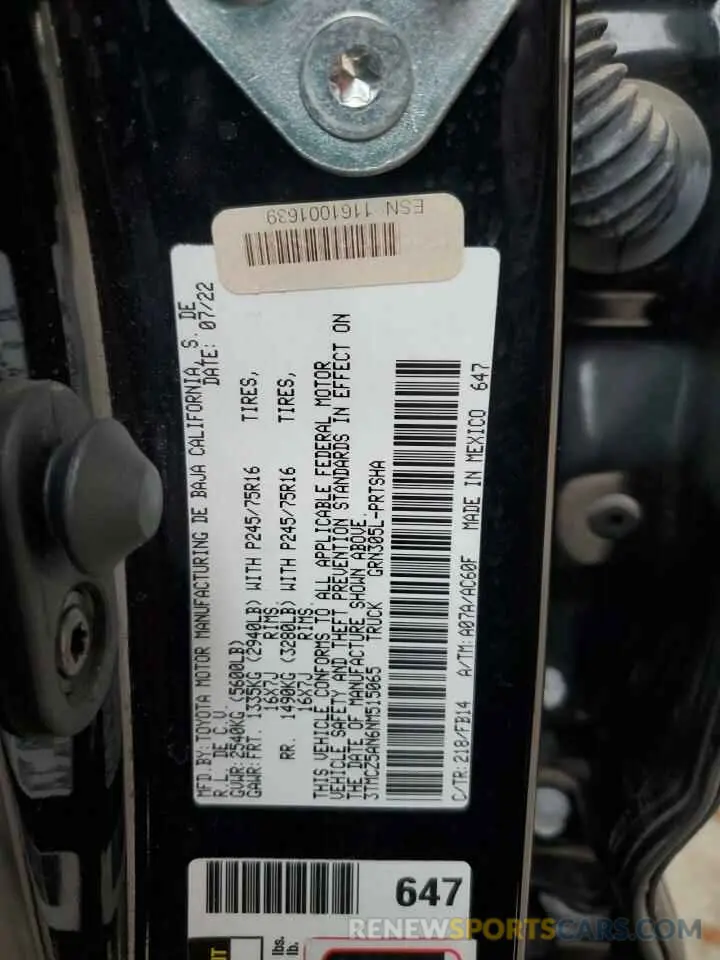 ESN 1161001639
MFD.BY:TOYOTA MOTOR MANUFACTURING DE BAJA CALIFORNIA, S. DE
R.L. DE C.V. DATE: 07/22
GVWR: 2540KG (5600LB)
GAWR: FRT. 1335KG (2940LB) WITH P245/75R16 TIRES,
16X7J RIMS.
RR. 1490KG (3280LB) WITH P245/75R16 TIRES,
16X7J RIMS.
THIS VEHICLE CONFORMS TO ALL APPLICABLE FEDERAL MOTOR
VEHICLE SAFETY AND THEFT PREVENTION STANDARDS IN EFFECT ON
THE DATE OF MANUFACTURE SHOWN ABOVE.
3TMCZ5AN6NM515065 TRUCK GRN305L-PRTSHA
C/TR: 218/FB14 A/TM: A07A/AC60F MADE IN MEXICO 647
647
lbs.
lb.
RENEWSPORTSCARS.COM